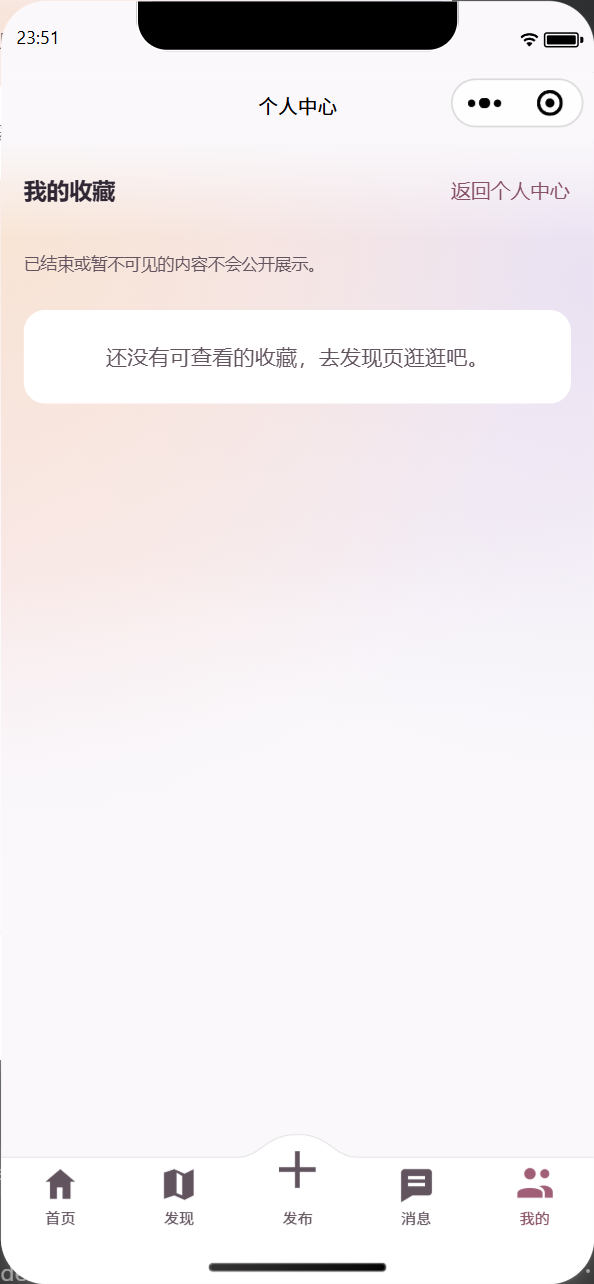 23:51
个人中心
我的收藏
返回个人中心
已结束或暂不可见的内容不会公开展示。
还没有可查看的收藏，去发现页逛逛吧。
首页
发现
发布
消息
我的